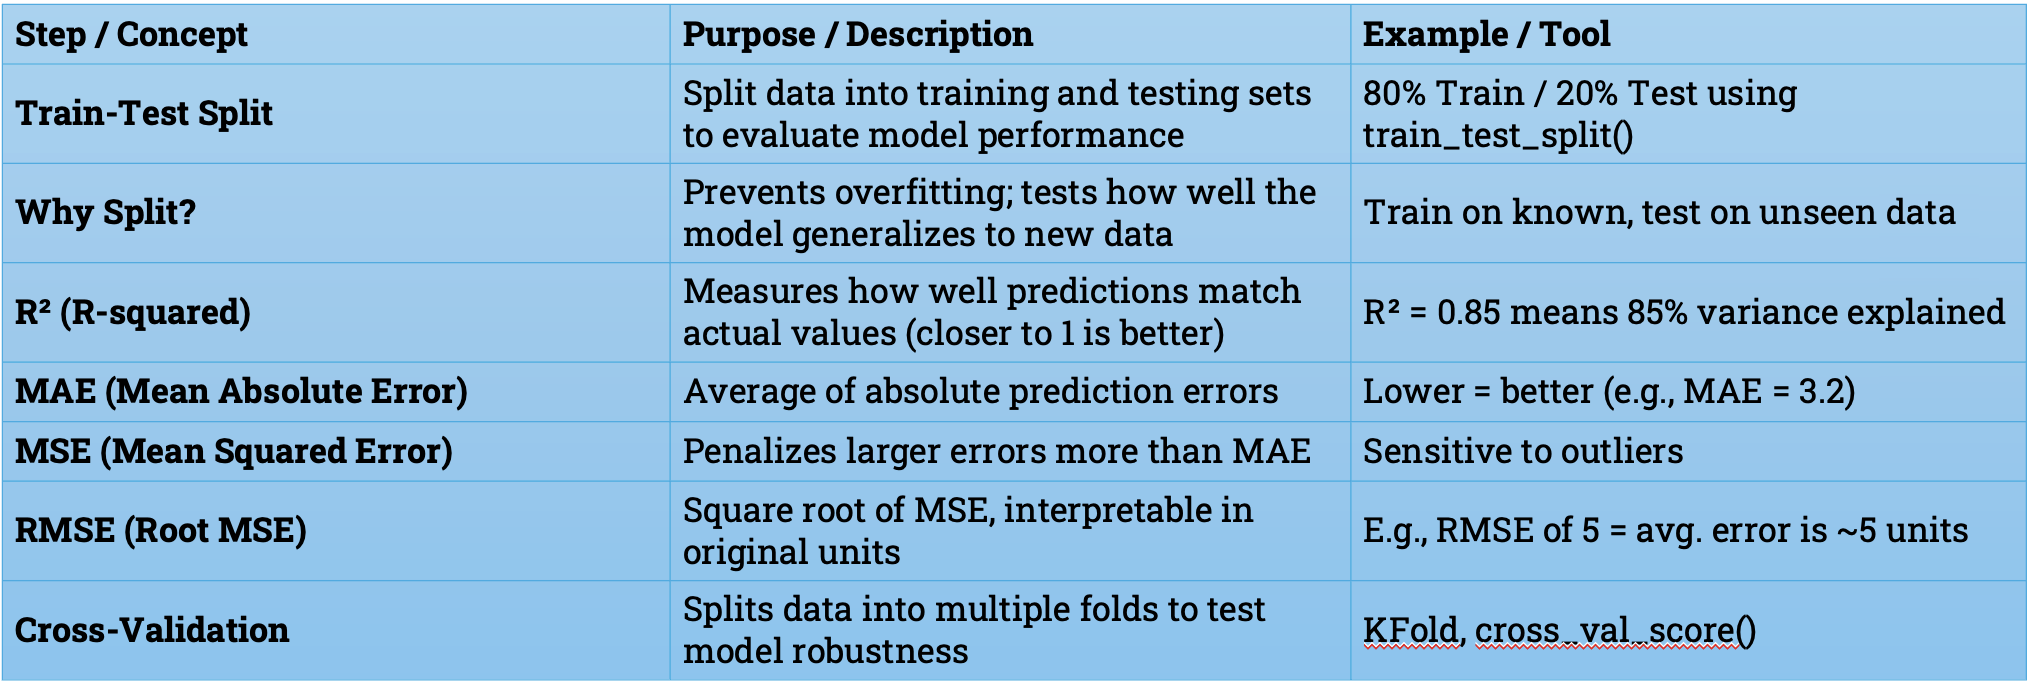 Step / Concept
Purpose / Description
Example / Tool
Train-Test Split
Split data into training and testing sets
to evaluate model performance
80% Train / 20% Test using
train_test_split()
Why Split?
Prevents overfitting; tests how well the
model generalizes to new data
Train on known, test on unseen data
R² (R-squared)
Measures how well predictions match
actual values (closer to 1 is better)
R² = 0.85 means 85% variance explained
MAE (Mean Absolute Error)
Average of absolute prediction errors
Lower = better (e.g., MAE = 3.2)
MSE (Mean Squared Error)
Penalizes larger errors more than MAE
Sensitive to outliers
RMSE (Root MSE)
Square root of MSE, interpretable in
original units
E.g., RMSE of 5 = avg. error is ~5 units
Cross-Validation
Splits data into multiple folds to test
model robustness
KFold, cross_val_score()